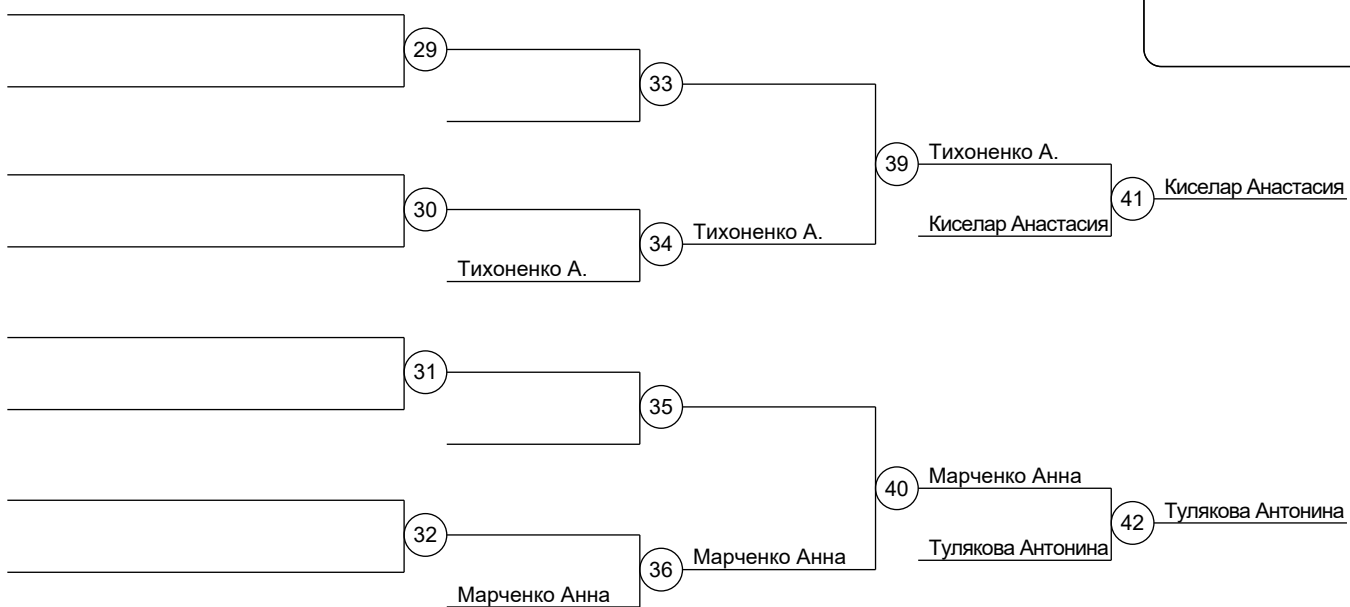 29
33
39
Тихоненко А.
41
Киселар Анастасия
30
Киселар Анастасия
34
Тихоненко А.
Тихоненко А.
31
35
40
Марченко Анна
42
Тулякова Антонина
32
Тулякова Антонина
36
Марченко Анна
Марченко Анна